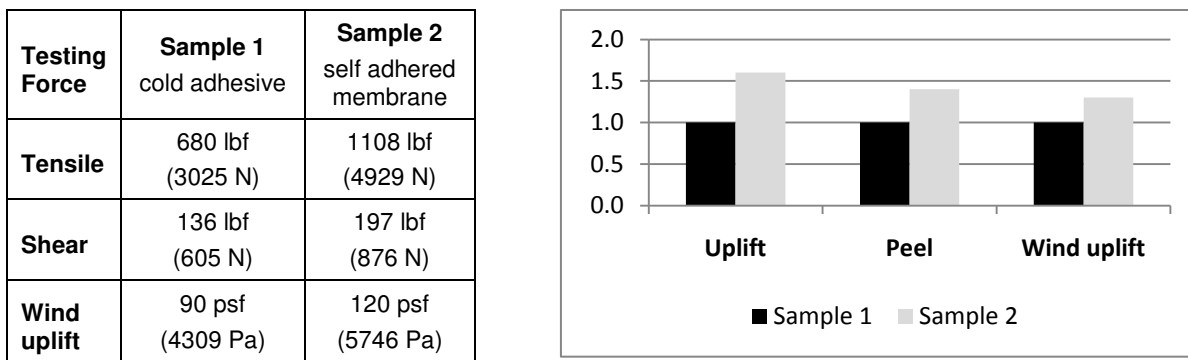 Testing
Force
Sample 1
cold adhesive
Sample 2
self adhered
membrane
Tensile
680 lbf
(3025 N)
1108 lbf
(4929 N)
Shear
136 lbf
(605 N)
197 lbf
(876 N)
Wind
uplift
90 psf
(4309 Pa)
120 psf
(5746 Pa)
2.0
1.5
1.0
0.5
0.0
Uplift Peel Wind uplift
Sample 1 Sample 2